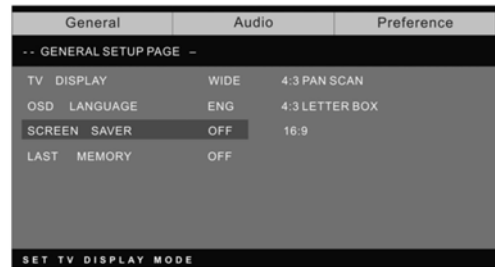 General Audio Preference
-- GENERAL SETUP PAGE –
TV DISPLAY WIDE 4:3 PAN SCAN
OSD LANGUAGE ENG 4:3 LETTER BOX
SCREEN SAVER OFF 16:9
LAST MEMORY OFF
SET TV DISPLAY MODE